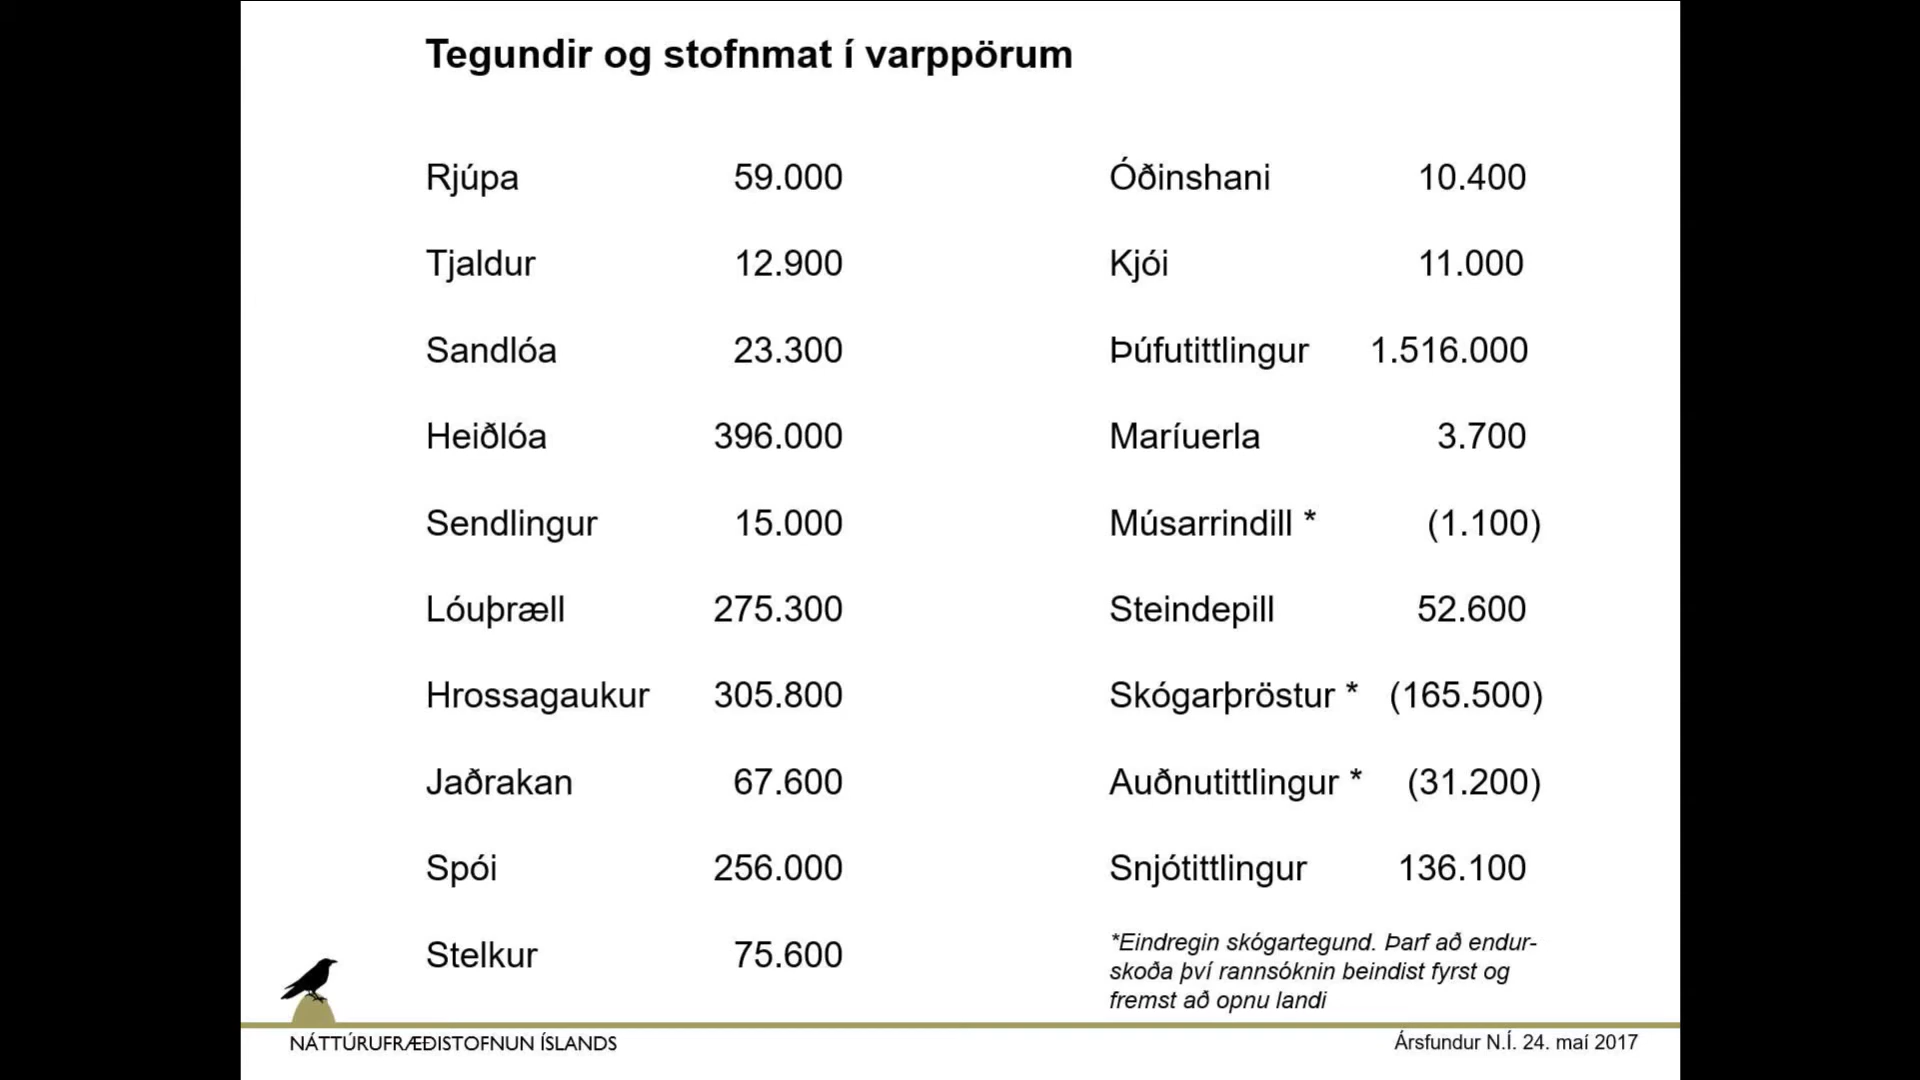 Tegundir og stofnmat í varppörum
Rjúpa 59.000
Tjaldur 12.900
Sandlóa 23.300
Heiðlóa 396.000
Sendlingur 15.000
Lóuþræll 275.300
Hrossagaukur 305.800
Jaðrakan 67.600
Spói 256.000
Stelkur 75.600
Óðinshani 10.400
Kjói 11.000
Þúfutittlingur 1.516.000
Maríuerla 3.700
Músarrindill * (1.100)
Steindepill 52.600
Skógarþröstur * (165.500)
Auðnutittlingur * (31.200)
Snjótittlingur 136.100
*Eindregin skógartegund. Þarf að endur-
skoða því rannsóknin beindist fyrst og
fremst að opnu landi
NÁTTÚRUFRÆÐISTOFNUN ÍSLANDS
Ársfundur N.Í. 24. maí 2017